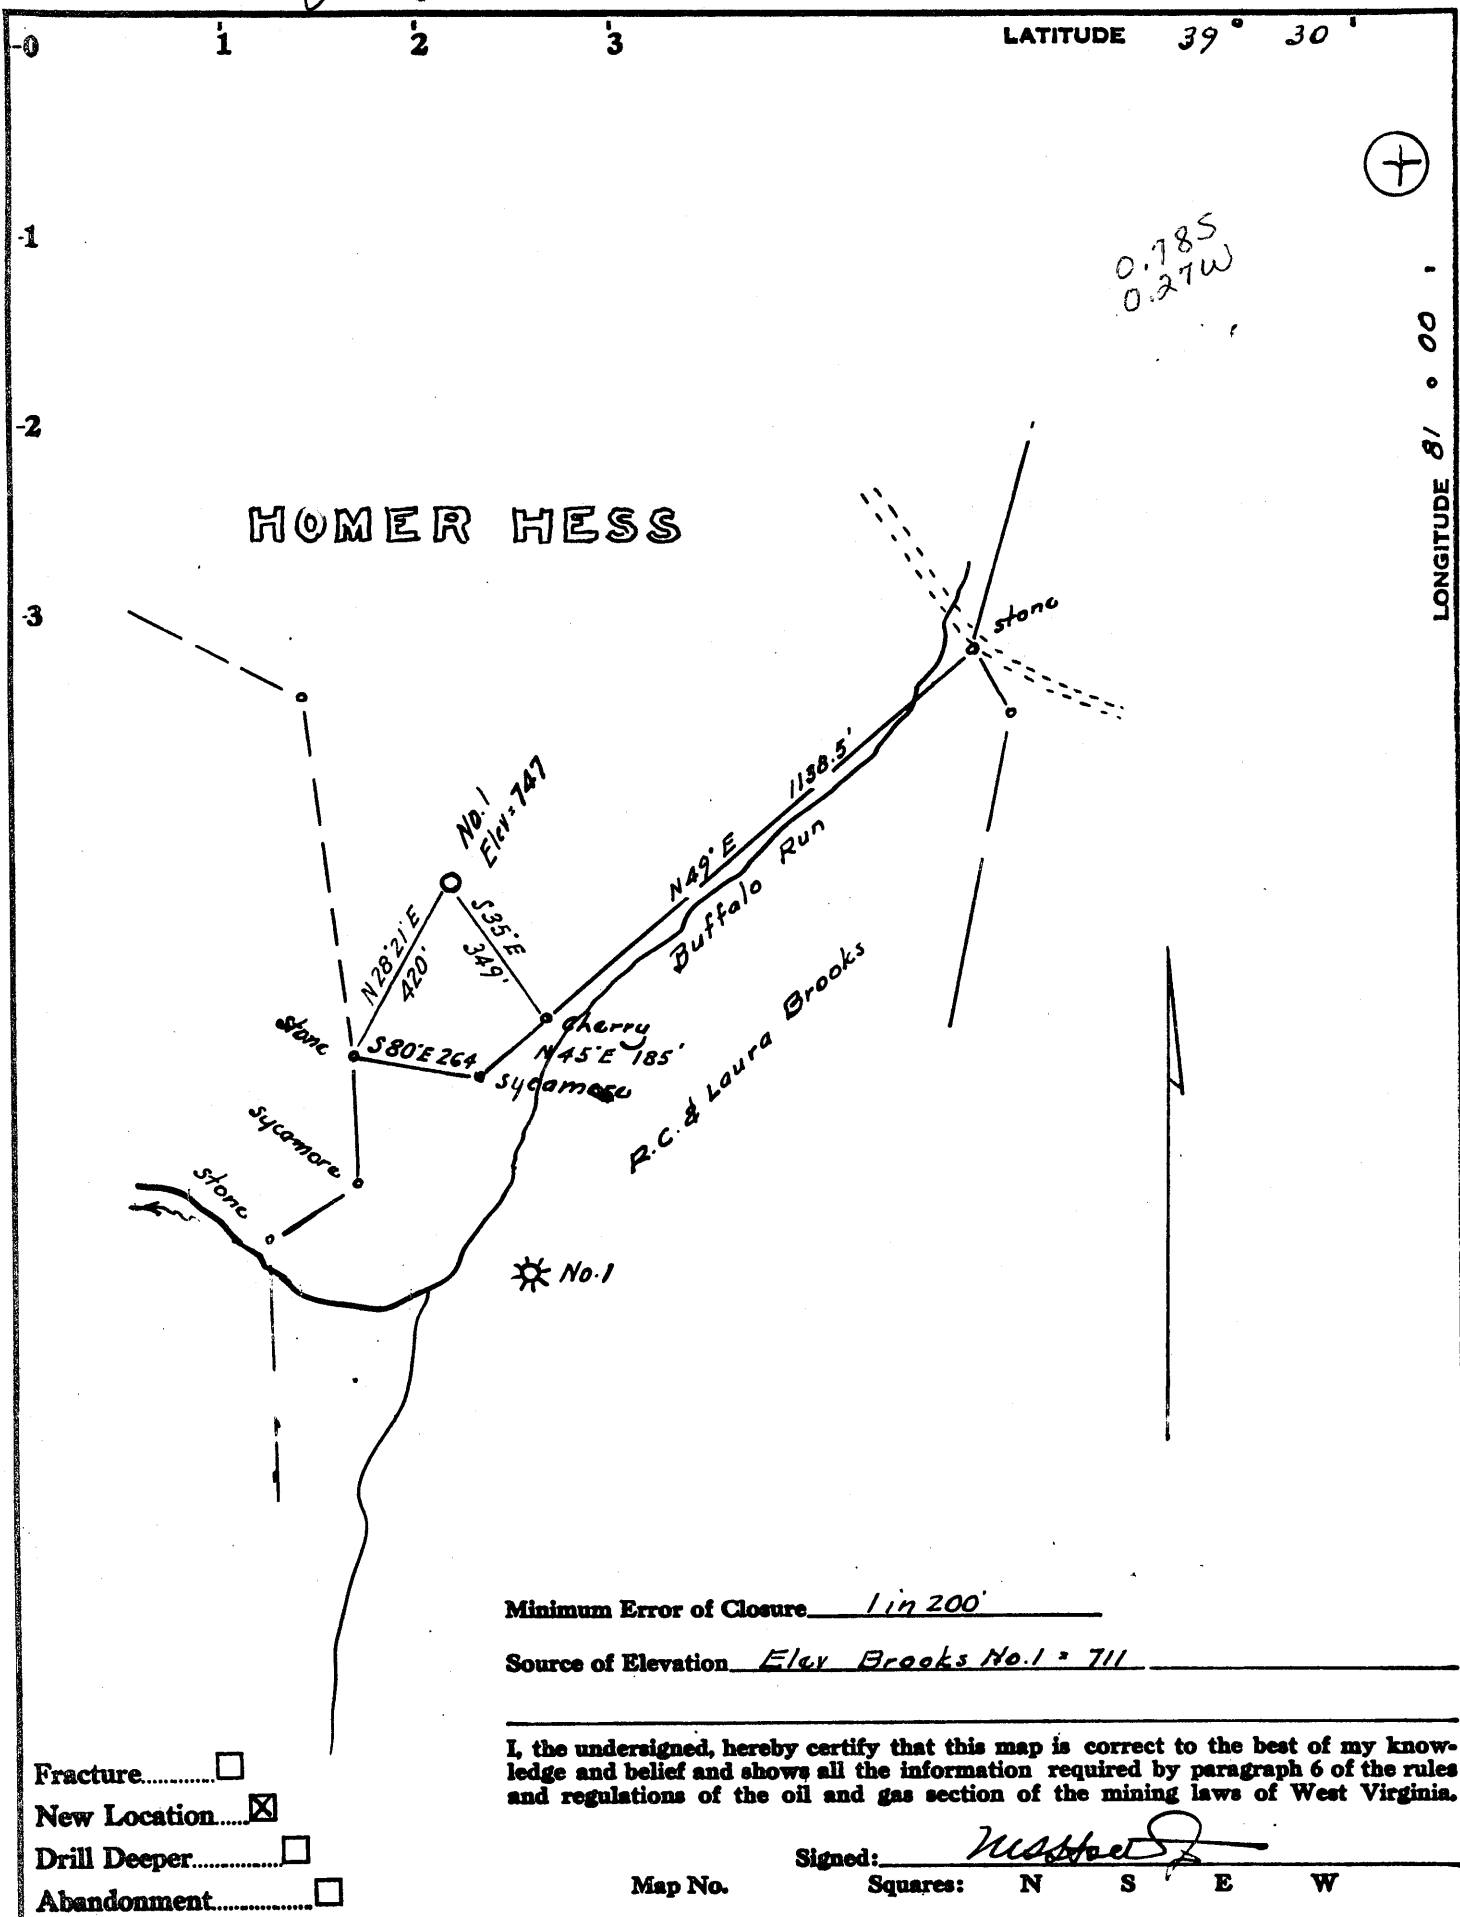 -0 1 2 3 LATITUDE 39° 30'
-1
0.78S
0.27W
LONGITUDE 81° 00'
-2
HOMER HESS
-3
stone
No. 1
Elev = 747
1138.5'
N49°E
Buffalo Run
N28°21'E
420'
S35°E
349'
stone
S80°E 264
Cherry
N45°E 185'
sycamore
R.C. & Laura Brooks
sycamore
stone
No. 1
Minimum Error of Closure 1 in 200'
Source of Elevation Elev Brooks No. 1 = 711
I, the undersigned, hereby certify that this map is correct to the best of my know-
ledge and belief and shows all the information required by paragraph 6 of the rules
and regulations of the oil and gas section of the mining laws of West Virginia.
Fracture..............
New Location.....
Drill Deeper...............
Abandonment.................
Signed:
Map No. Squares: N S E W